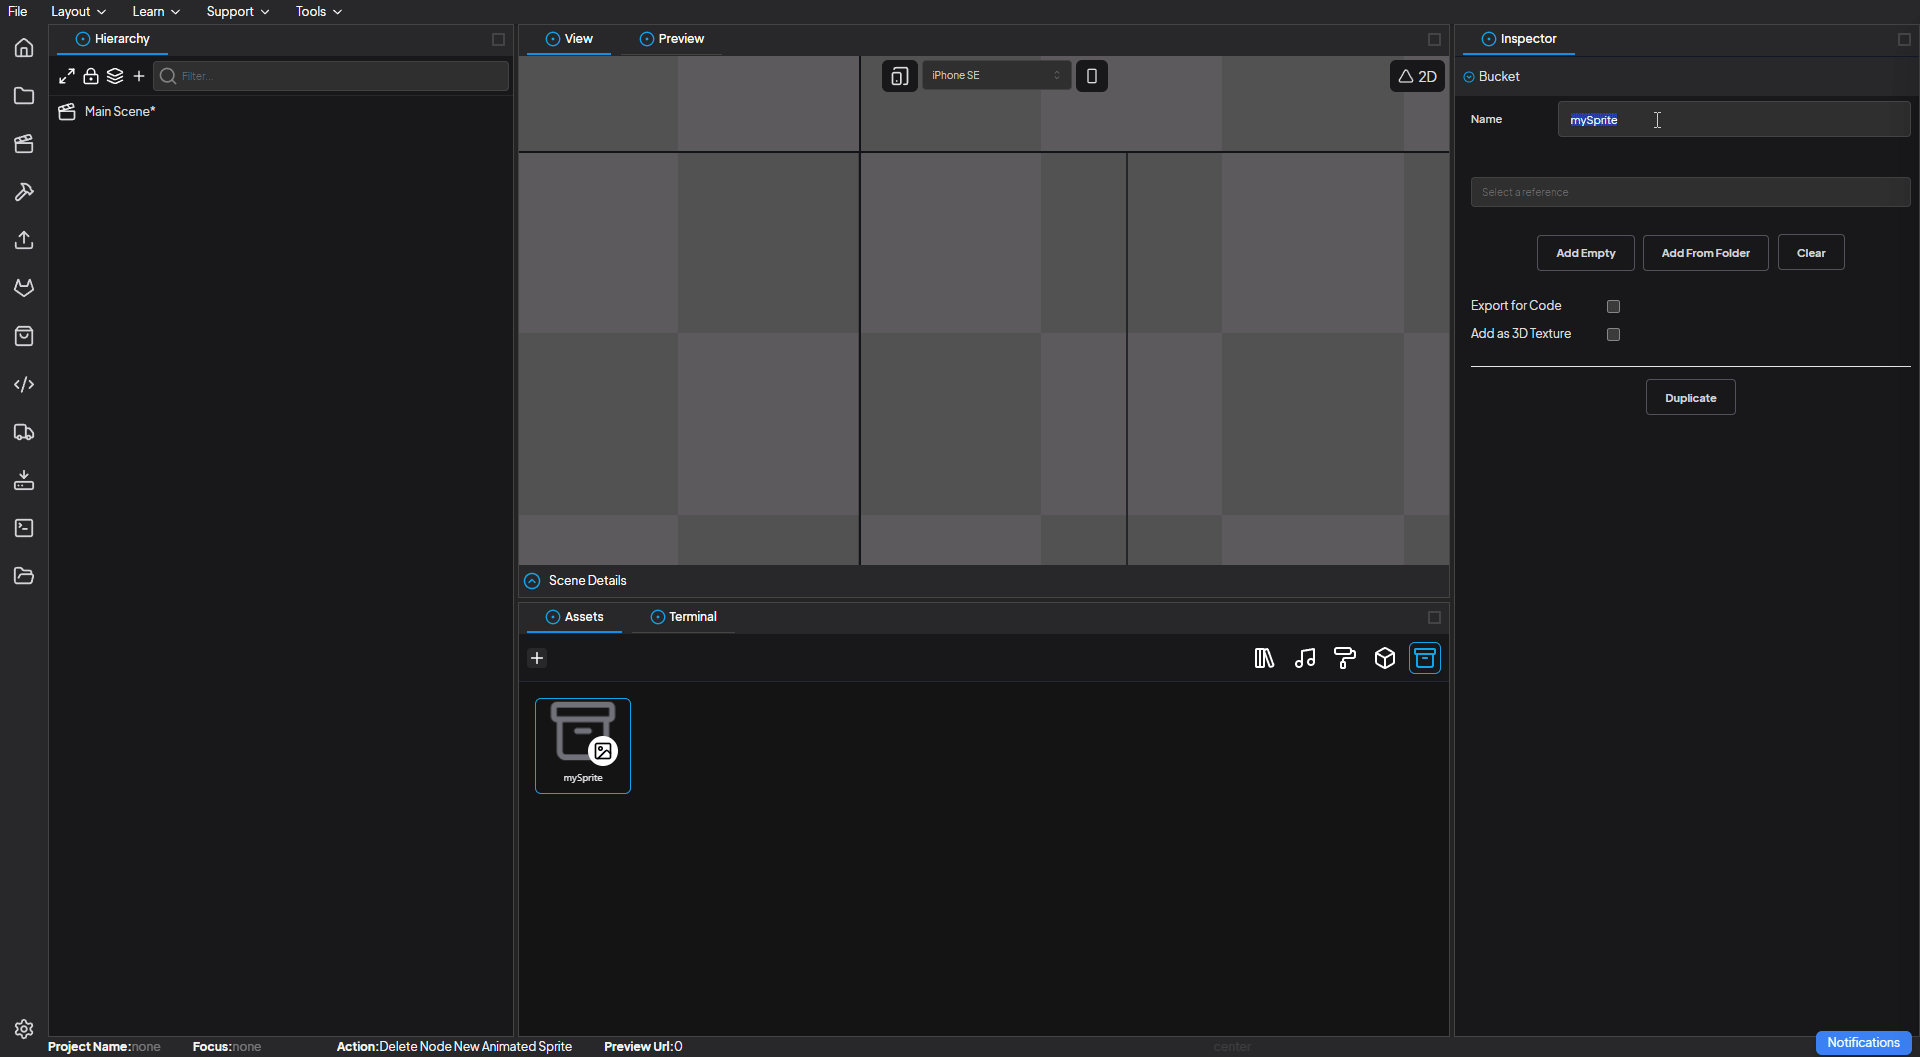 File Layout Learn Support Tools
Hierarchy
Filter...
Main Scene*
View Preview
iPhone SE
2D
Scene Details
Assets Terminal
mySprite
Inspector
Bucket
Name mySprite
Select a reference
Add Empty Add From Folder Clear
Export for Code
Add as 3D Texture
Duplicate
Project Name:none Focus:none Action:Delete Node New Animated Sprite Preview Url:0 center
Notifications